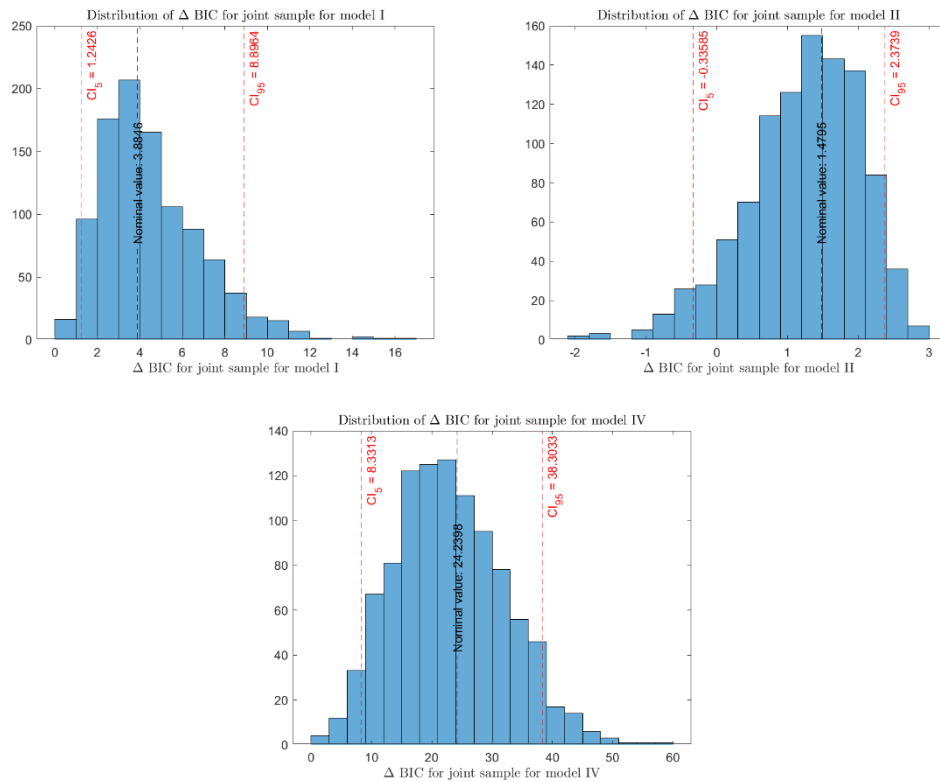 Distribution of Δ BIC for joint sample for model I
250
200
150
100
50
0
CI5 = 1.2426
Nominal value: 3.8846
CI95 = 8.8964
0 2 4 6 8 10 12 14 16
Δ BIC for joint sample for model I
Distribution of Δ BIC for joint sample for model II
160
140
120
100
80
60
40
20
0
CI5 = -0.33585
Nominal value: 1.4795
CI95 = 2.3739
-2 -1 0 1 2 3
Δ BIC for joint sample for model II
Distribution of Δ BIC for joint sample for model IV
140
120
100
80
60
40
20
0
CI5 = 8.3313
Nominal value: 24.2398
CI95 = 38.3033
0 10 20 30 40 50 60
Δ BIC for joint sample for model IV